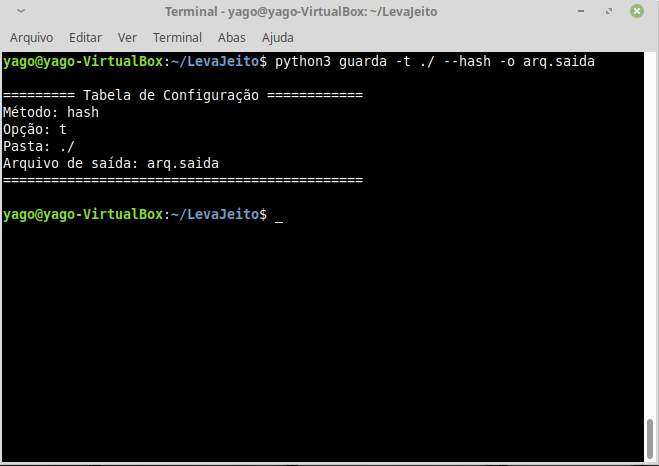 Terminal - yago@yago-VirtualBox: ~/LevaJeito
Arquivo Editar Ver Terminal Abas Ajuda
yago@yago-VirtualBox:~/LevaJeito$ python3 guarda -t ./ --hash -o arq.saida
========= Tabela de Configuração ============
Método: hash
Opção: t
Pasta: ./
Arquivo de saída: arq.saida
=============================================
yago@yago-VirtualBox:~/LevaJeito$ _